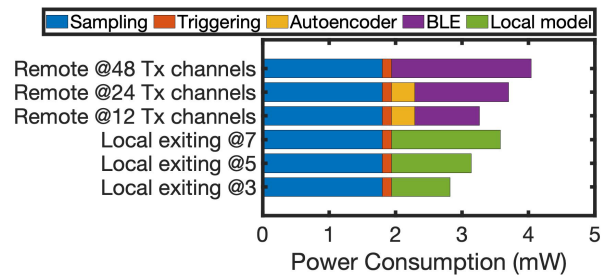 Sampling Triggering Autoencoder BLE Local model
Remote @48 Tx channels
Remote @24 Tx channels
Remote @12 Tx channels
Local exiting @7
Local exiting @5
Local exiting @3
0 1 2 3 4 5
Power Consumption (mW)